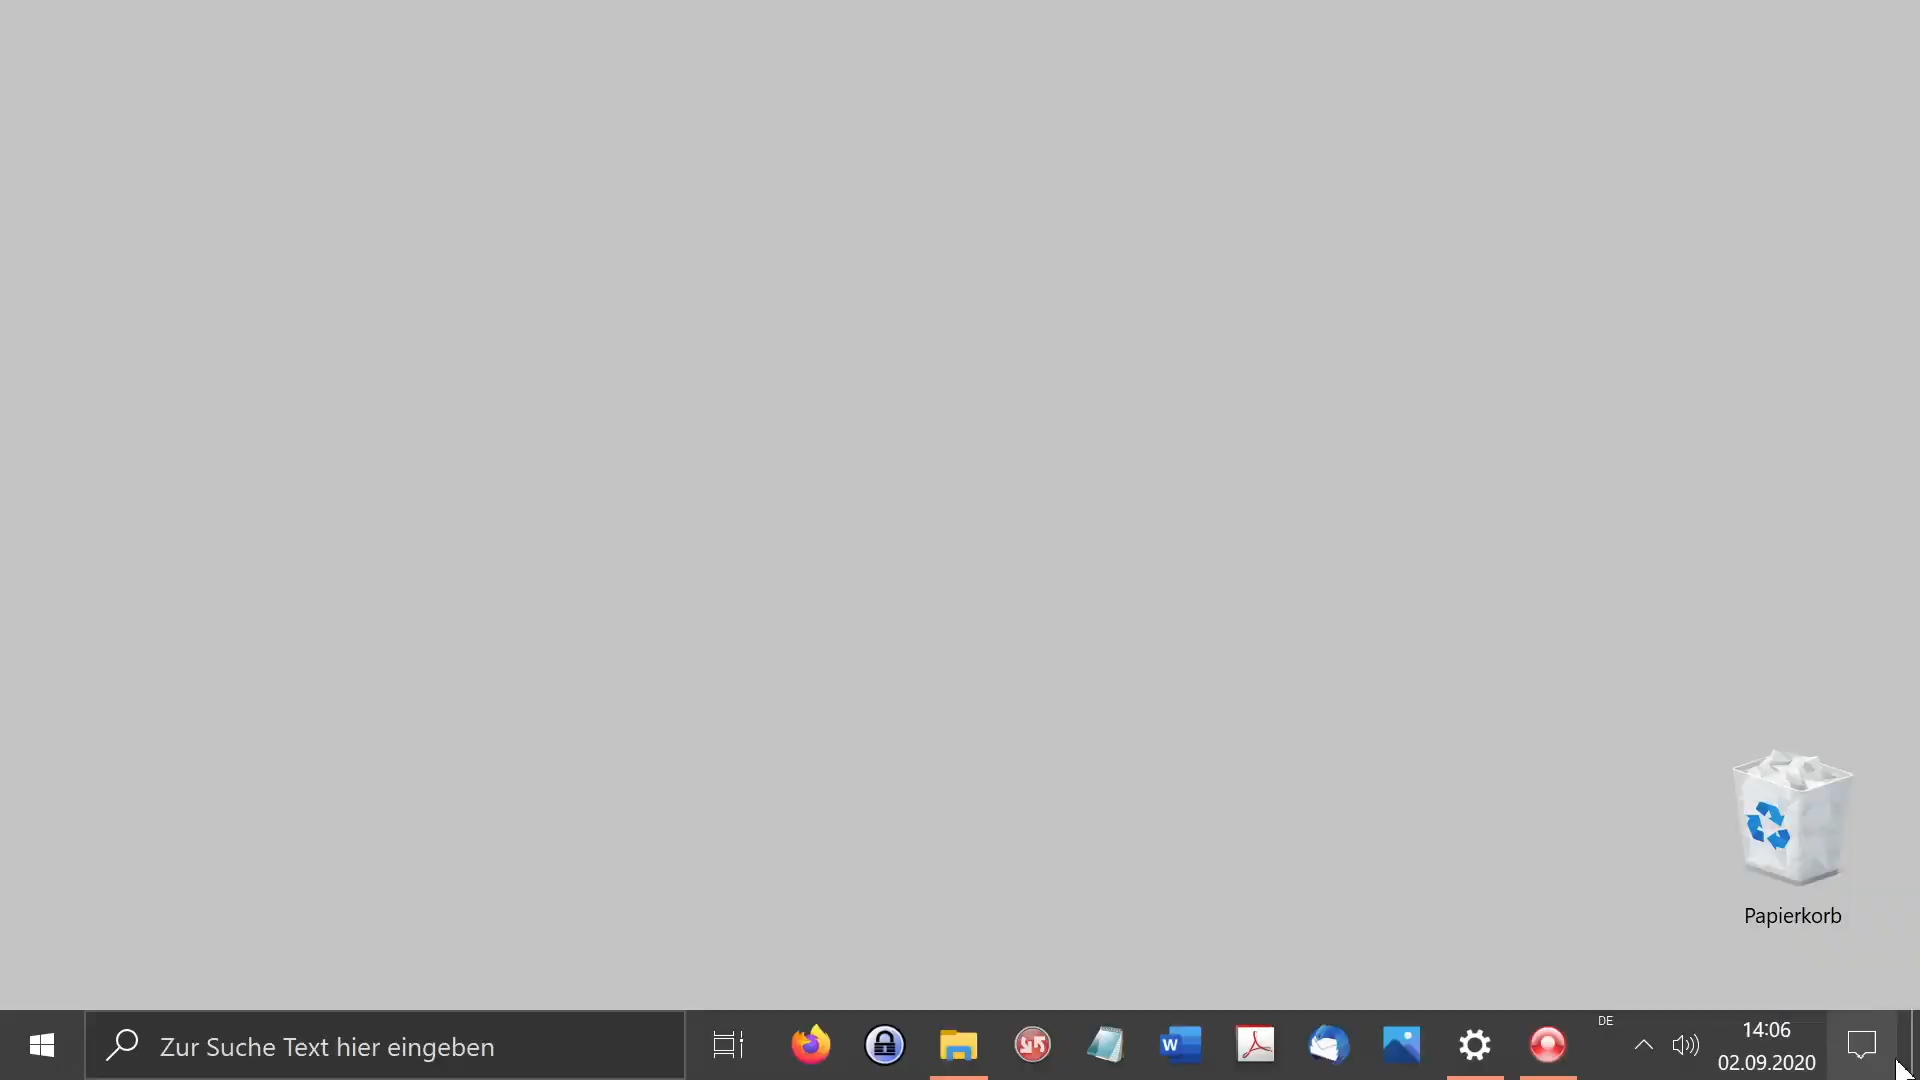 Papierkorb
Zur Suche Text hier eingeben
W
DE
14:06
02.09.2020